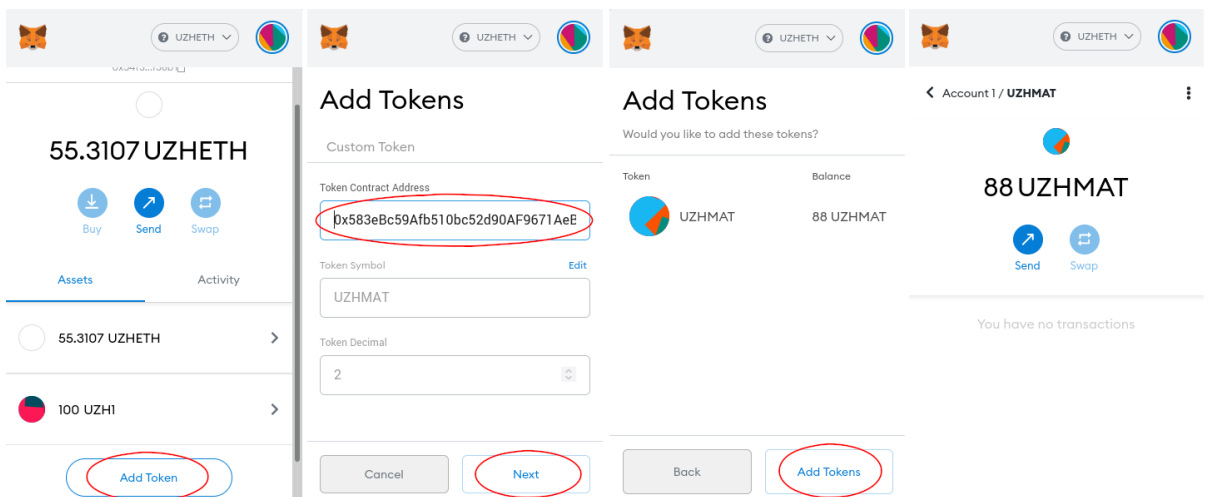 UZHETH
55.3107 UZHETH
Buy
Send
Swap
Assets
Activity
55.3107 UZHETH
100 UZH1
Add Token
UZHETH
Add Tokens
Custom Token
Token Contract Address
0x583eBc59Afb510bc52d90AF9671AeE
Token Symbol
Edit
UZHMAT
Token Decimal
2
Cancel
Next
UZHETH
Add Tokens
Would you like to add these tokens?
Token
Balance
UZHMAT
88 UZHMAT
Back
Add Tokens
UZHETH
Account 1 / UZHMAT
88 UZHMAT
Send
Swap
You have no transactions